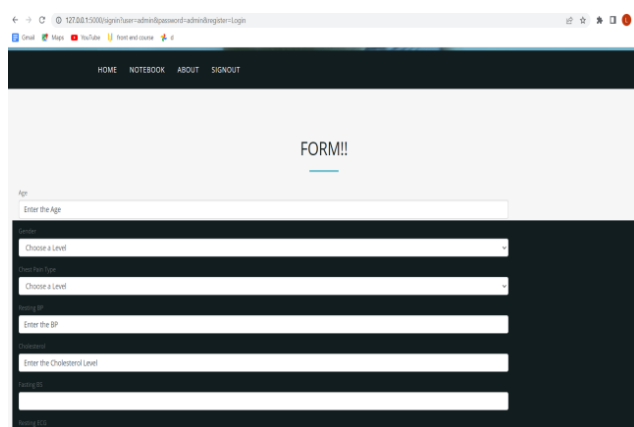 127.0.0.1:5000/signin?user=admin&password=admin&register=Login
Gmail Maps YouTube front end course
HOME NOTEBOOK ABOUT SIGNOUT
FORM!!
Age
Enter the Age
Gender
Choose a Level
Chest Pain Type
Choose a Level
Resting BP
Enter the BP
Cholesterol
Enter the Cholesterol Level
Fasting BS
Resting ECG